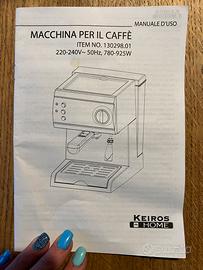 MANUALE D'USO
MACCHINA PER IL CAFFÈ
ITEM NO. 130298.01
220-240V~ 50Hz, 780-925W
KEIROS
HOME